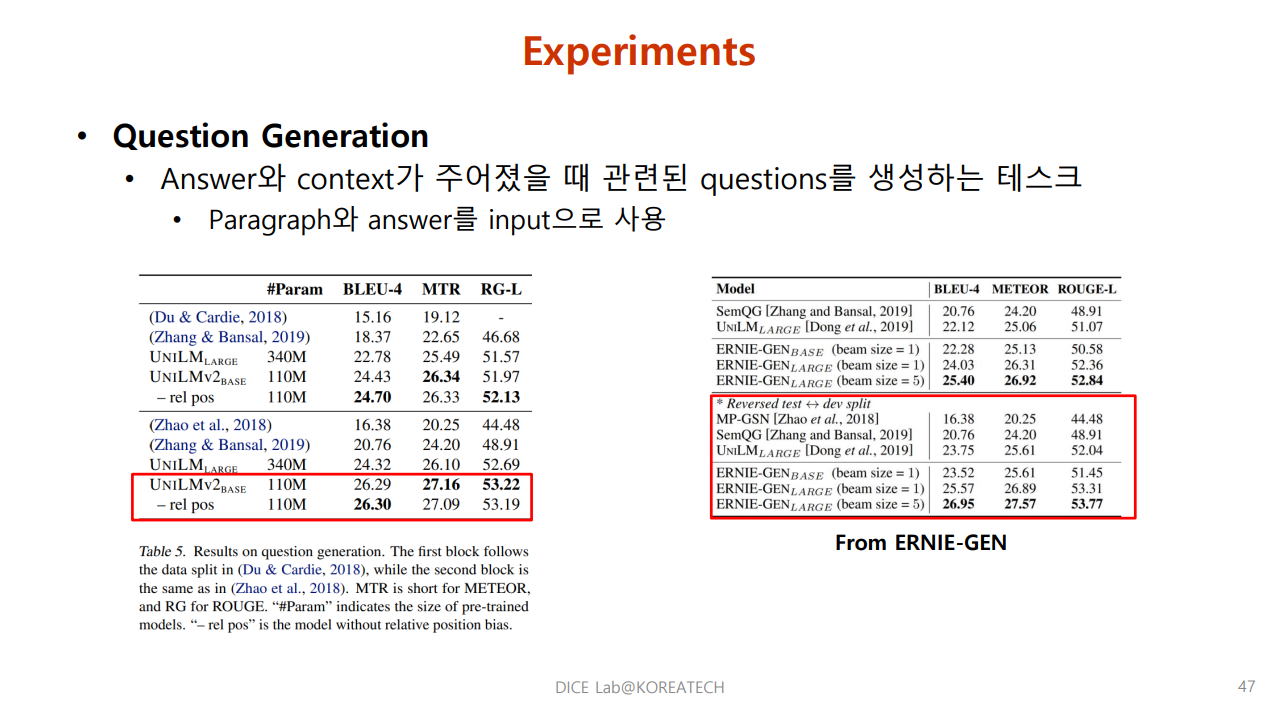 Experiments
• Question Generation
• Answer와 context가 주어졌을 때 관련된 questions를 생성하는 테스크
• Paragraph와 answer를 input으로 사용
#Param BLEU-4 MTR RG-L
(Du & Cardie, 2018) 15.16 19.12 -
(Zhang & Bansal, 2019) 18.37 22.65 46.68
UNILM LARGE 340M 22.78 25.49 51.57
UNILMv2 BASE 110M 24.43 26.34 51.97
– rel pos 110M 24.70 26.33 52.13
(Zhao et al., 2018) 16.38 20.25 44.48
(Zhang & Bansal, 2019) 20.76 24.20 48.91
UNILM LARGE 340M 24.32 26.10 52.69
UNILMv2 BASE 110M 26.29 27.16 53.22
– rel pos 110M 26.30 27.09 53.19
Table 5. Results on question generation. The first block follows
the data split in (Du & Cardie, 2018), while the second block is
the same as in (Zhao et al., 2018). MTR is short for METEOR,
and RG for ROUGE. “#Param” indicates the size of pre-trained
models. “– rel pos” is the model without relative position bias.
Model BLEU-4 METEOR ROUGE-L
SemQG [Zhang and Bansal, 2019] 20.76 24.20 48.91
UNILM LARGE [Dong et al., 2019] 22.12 25.06 51.07
ERNIE-GEN BASE (beam size = 1) 22.28 25.13 50.58
ERNIE-GEN LARGE (beam size = 1) 24.03 26.31 52.36
ERNIE-GEN LARGE (beam size = 5) 25.40 26.92 52.84
* Reversed test ↔ dev split
MP-GSN [Zhao et al., 2018] 16.38 20.25 44.48
SemQG [Zhang and Bansal, 2019] 20.76 24.20 48.91
UNILM LARGE [Dong et al., 2019] 23.75 25.61 52.04
ERNIE-GEN BASE (beam size = 1) 23.52 25.61 51.45
ERNIE-GEN LARGE (beam size = 1) 25.57 26.89 53.31
ERNIE-GEN LARGE (beam size = 5) 26.95 27.57 53.77
From ERNIE-GEN
DICE Lab@KOREATECH
47